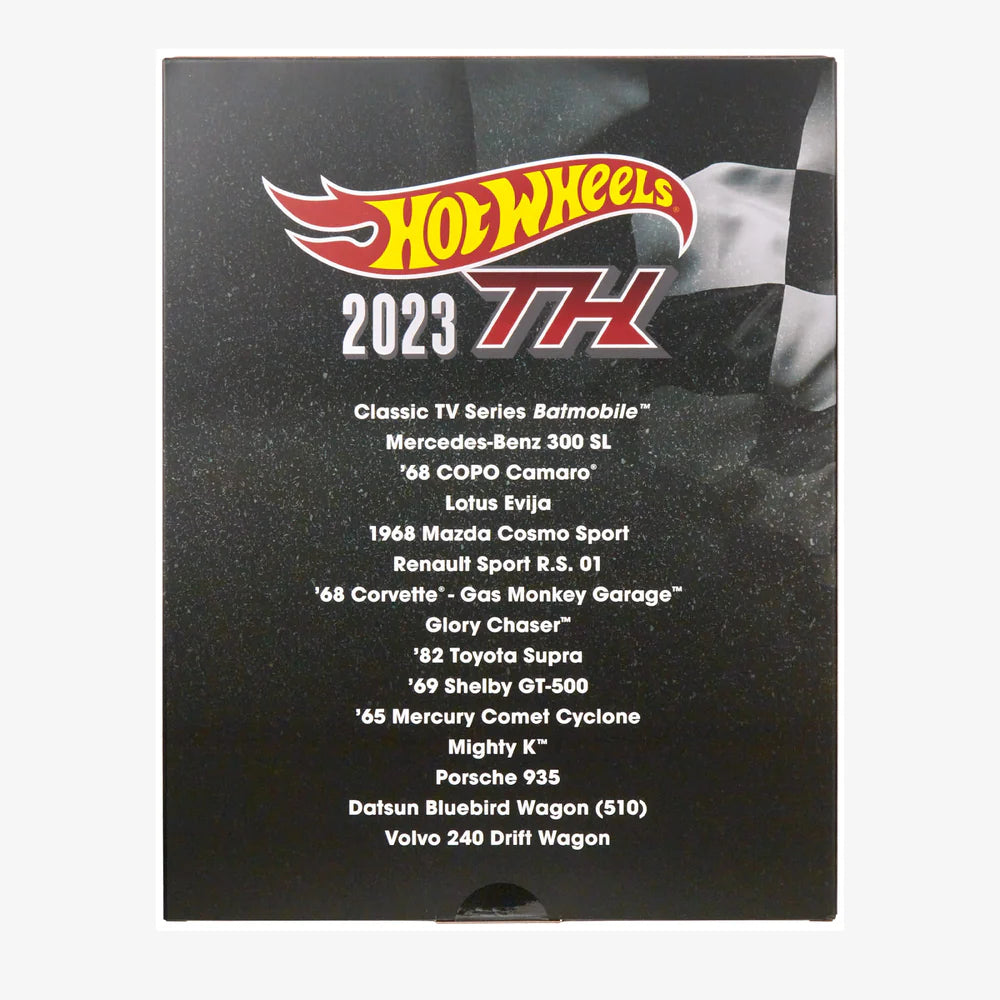 HOT WHEELS®
2023 TH
Classic TV Series Batmobile™
Mercedes-Benz 300 SL
’68 COPO Camaro®
Lotus Evija
1968 Mazda Cosmo Sport
Renault Sport R.S. 01
’68 Corvette® - Gas Monkey Garage™
Glory Chaser™
’82 Toyota Supra
’69 Shelby GT-500
’65 Mercury Comet Cyclone
Mighty K™
Porsche 935
Datsun Bluebird Wagon (510)
Volvo 240 Drift Wagon